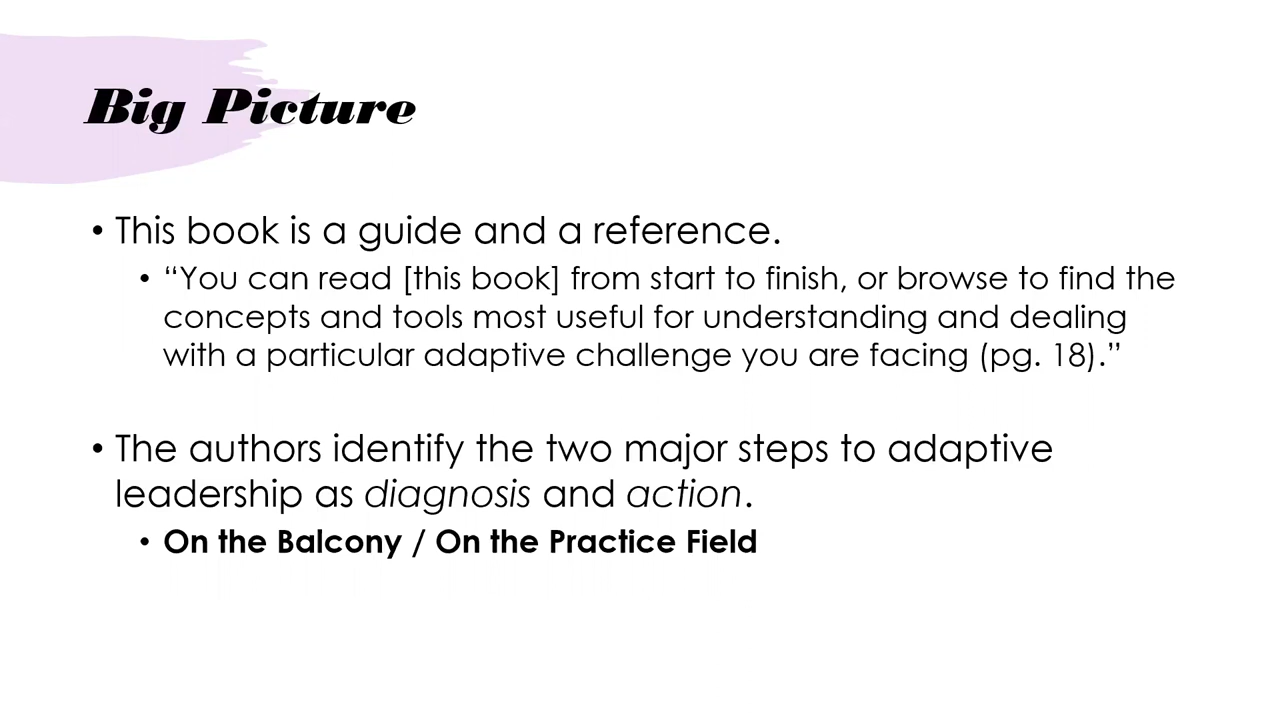 Big Picture
• This book is a guide and a reference.
• “You can read [this book] from start to finish, or browse to find the
concepts and tools most useful for understanding and dealing
with a particular adaptive challenge you are facing (pg. 18).”
• The authors identify the two major steps to adaptive
leadership as diagnosis and action.
• On the Balcony / On the Practice Field